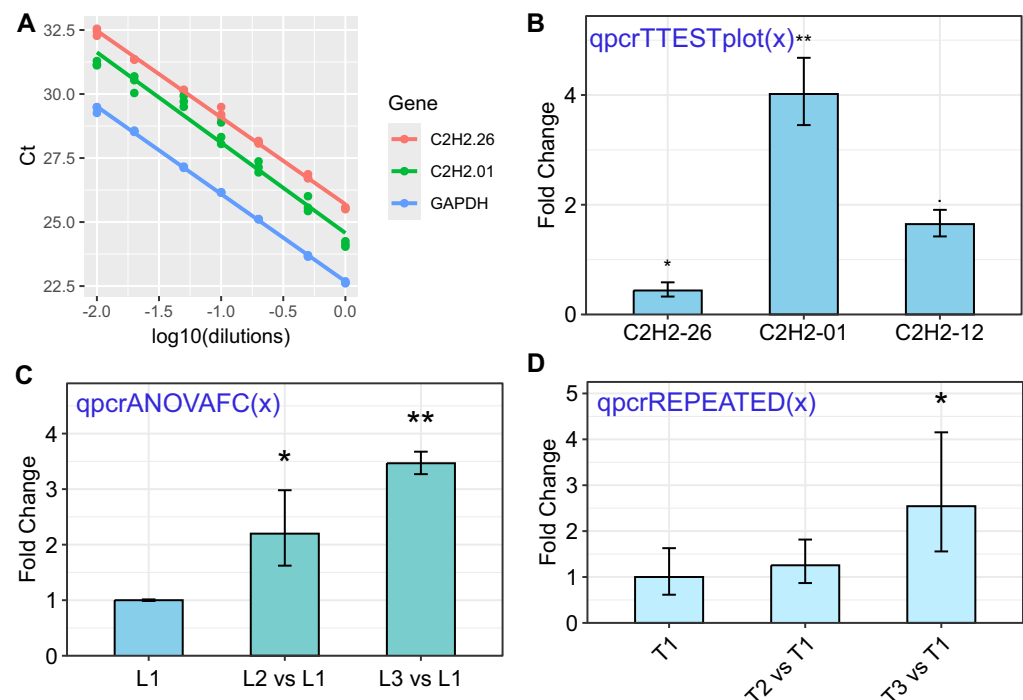 A
Ct
32.5
30.0
27.5
25.0
22.5
-2.0 -1.5 -1.0 -0.5 0.0
log10(dilutions)
Gene
C2H2.26
C2H2.01
GAPDH
B
qpcrTTESTplot(x)
Fold Change
4
2
0
*
**
.
C2H2-26 C2H2-01 C2H2-12
C
qpcrANOVAFC(x)
Fold Change
4
3
2
1
0
*
**
L1 L2 vs L1 L3 vs L1
D
qpcrREPEATED(x)
Fold Change
5
4
3
2
1
0
*
T1 T2 vs T1 T3 vs T1